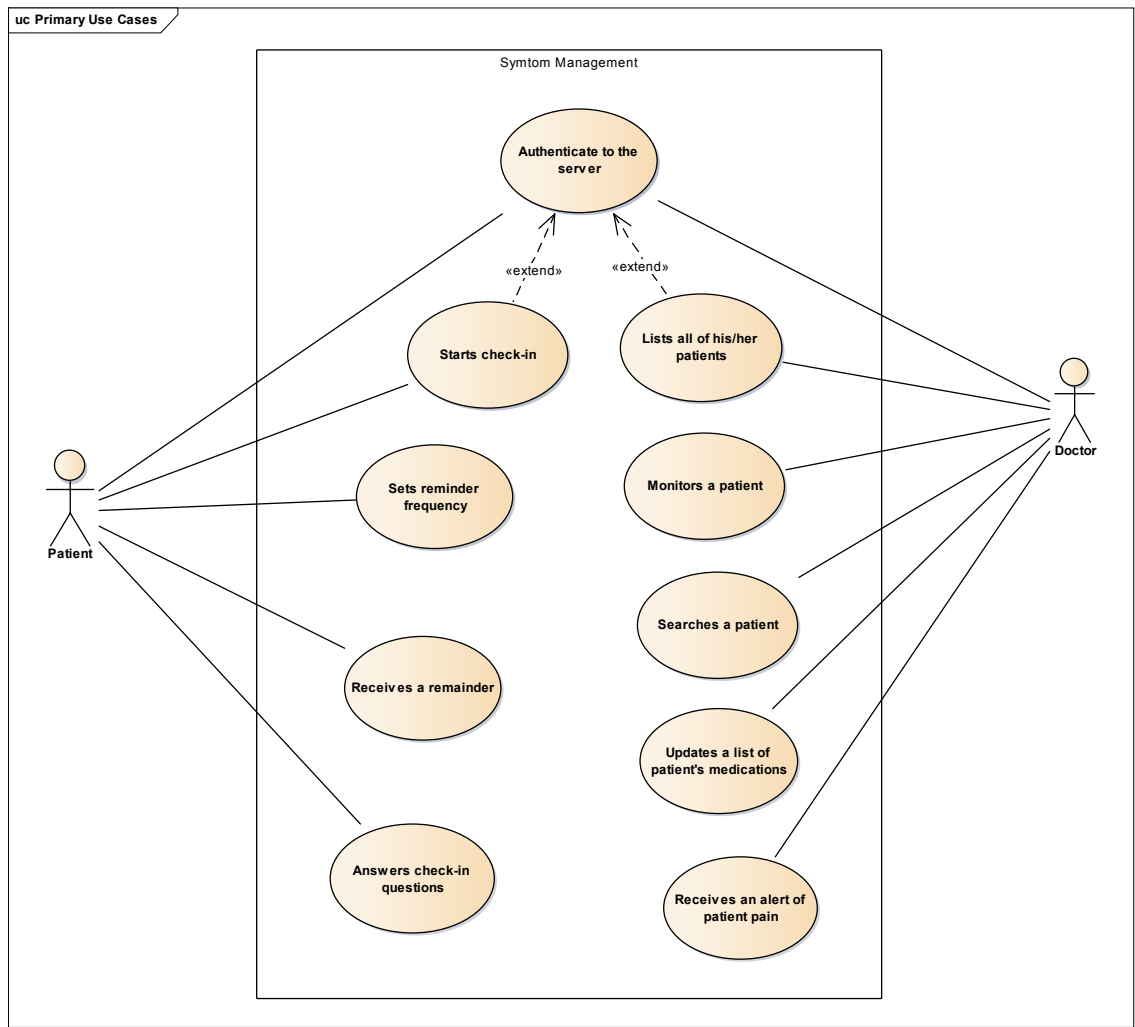 uc Primary Use Cases
Symtom Management
Authenticate to the
server
«extend»
«extend»
Starts check-in
Lists all of his/her
patients
Sets reminder
frequency
Monitors a patient
Doctor
Patient
Searches a patient
Receives a remainder
Updates a list of
patient's medications
Answers check-in
questions
Receives an alert of
patient pain